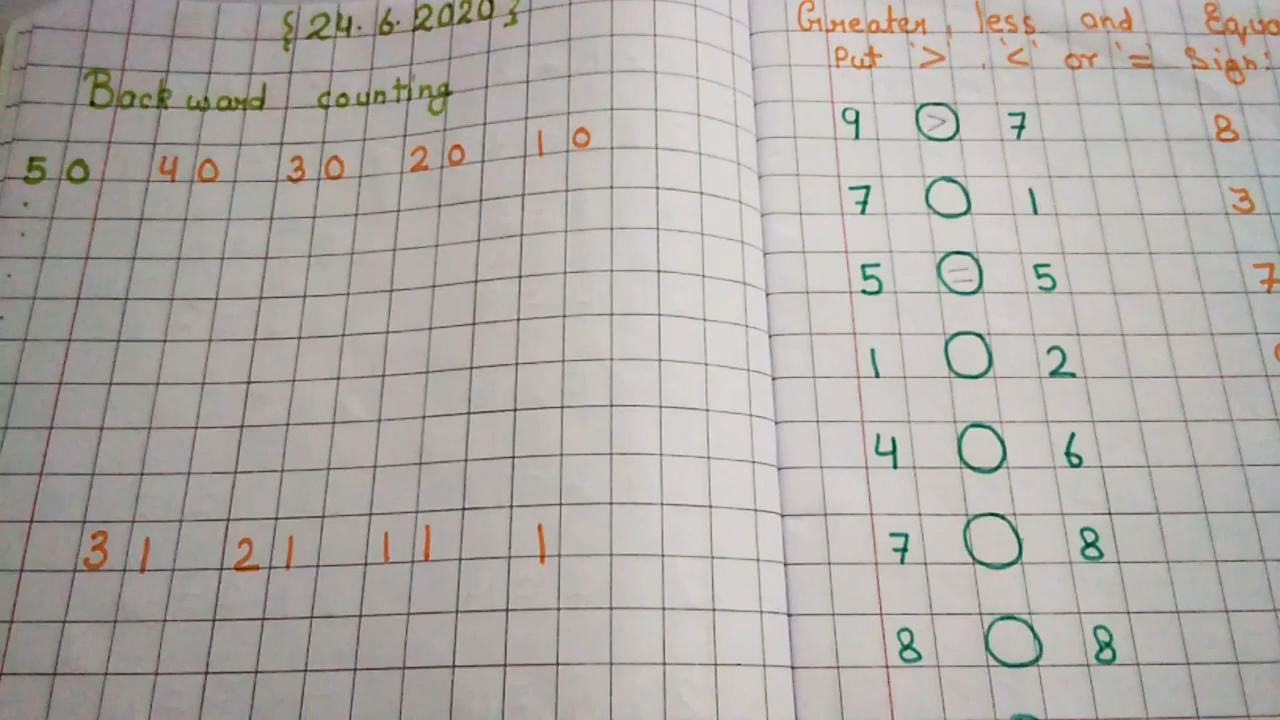 {24.6.2020}
Backward counting
50 40 30 20 10
31 21 11 1
Greater, less and
Put '>', '<' or '=' Sign:
9 > 7 8
7 1 3
5 = 5 7
1 2
4 6
7 8
8 8